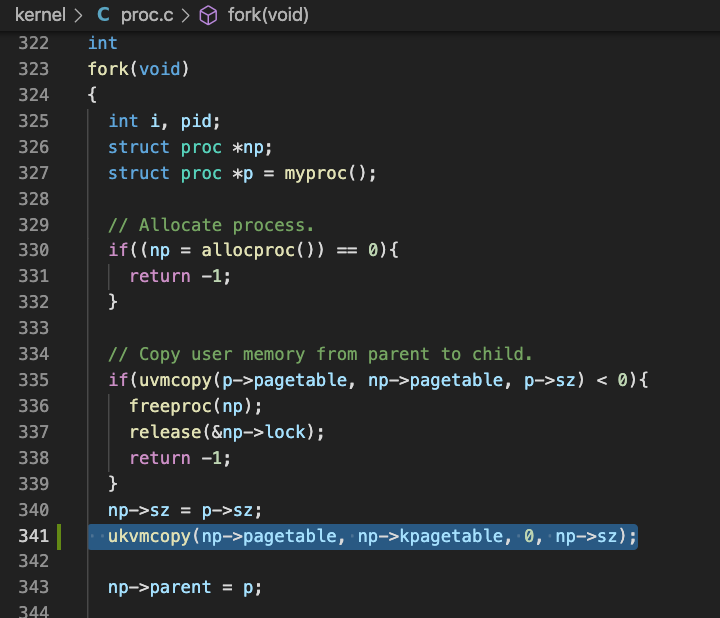 kernel > C proc.c > fork(void)
322 int
323 fork(void)
324 {
325 int i, pid;
326 struct proc *np;
327 struct proc *p = myproc();
328
329 // Allocate process.
330 if((np = allocproc()) == 0){
331 return -1;
332 }
333
334 // Copy user memory from parent to child.
335 if(uvmcopy(p->pagetable, np->pagetable, p->sz) < 0){
336 freeproc(np);
337 release(&np->lock);
338 return -1;
339 }
340 np->sz = p->sz;
341 ukvmcopy(np->pagetable, np->kpagetable, 0, np->sz);
342
343 np->parent = p;
344